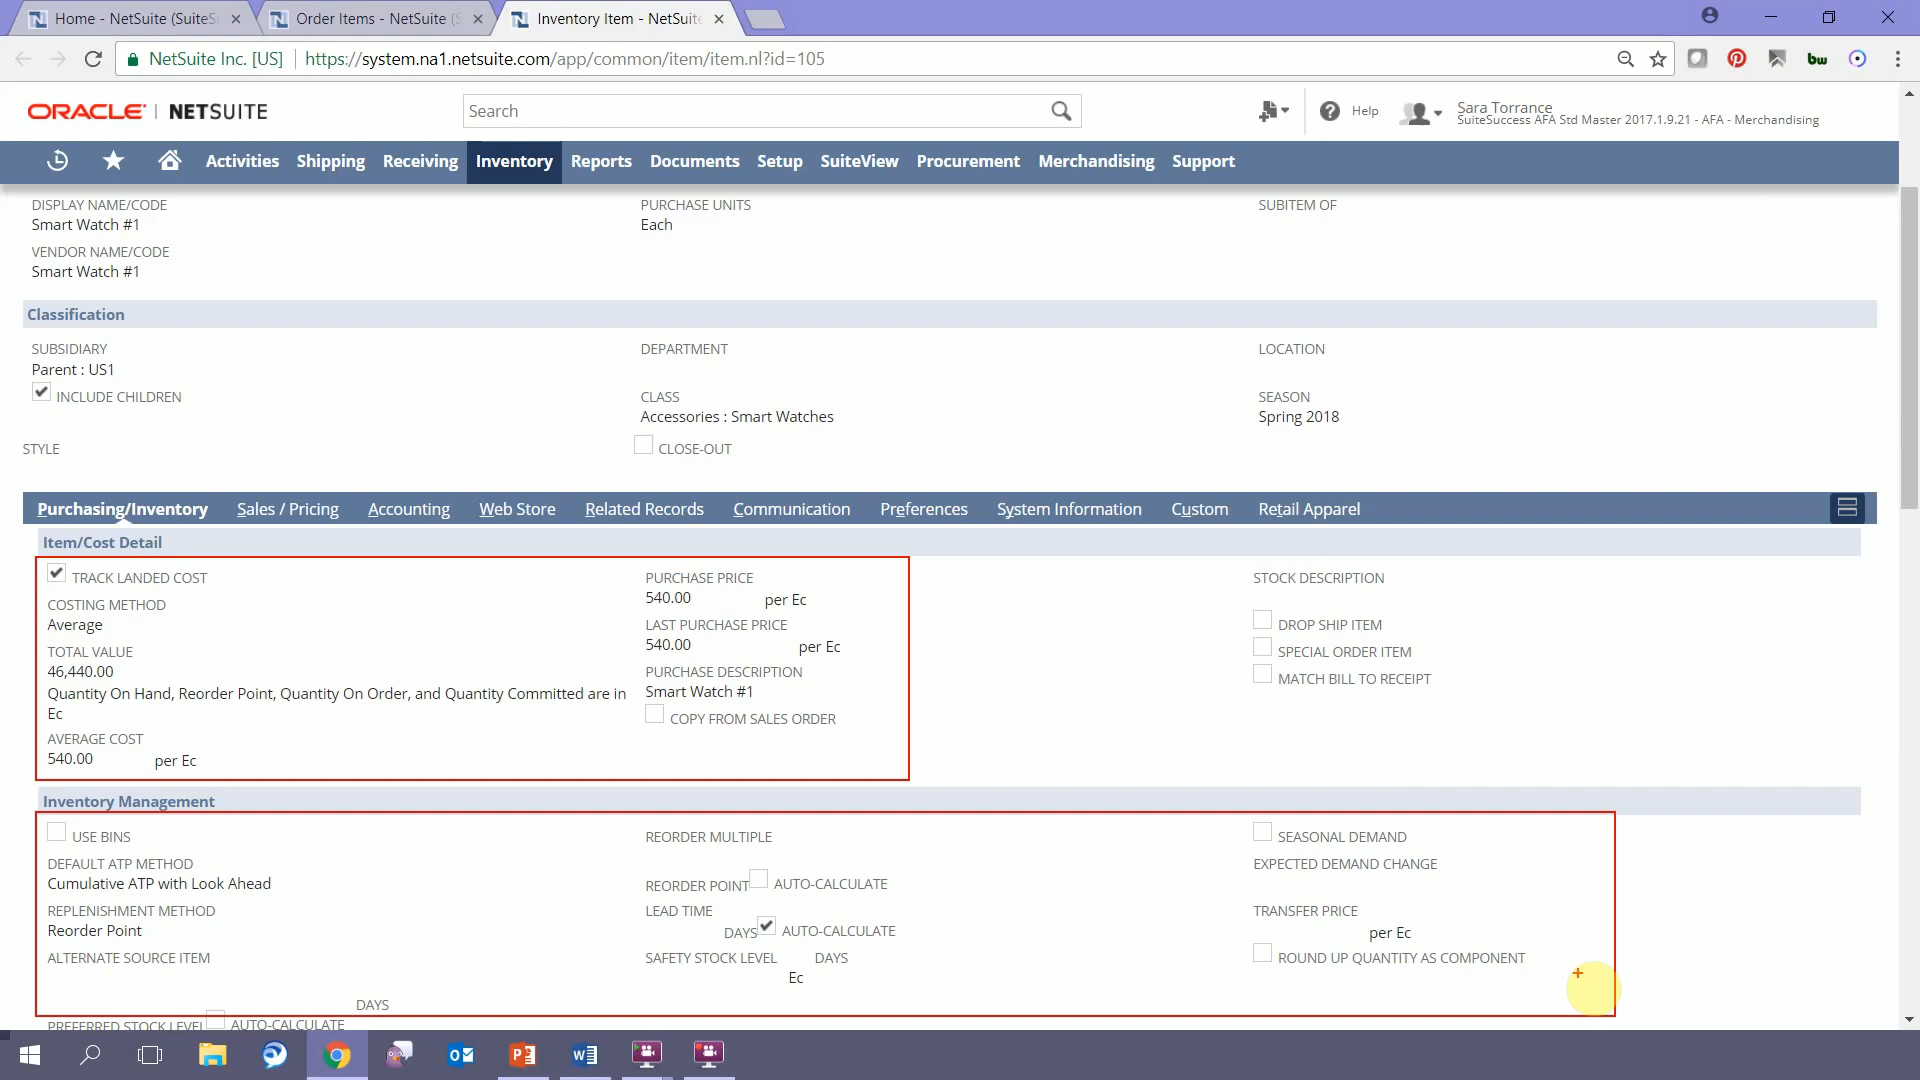 Home - NetSuite (SuiteS
Order Items - NetSuite (S
Inventory Item - NetSuite
NetSuite Inc. [US]
https://system.na1.netsuite.com/app/common/item/item.nl?id=105
bw
ORACLE | NETSUITE
Search
Help
Sara Torrance
SuiteSuccess AFA Std Master 2017.1.9.21 - AFA - Merchandising
Activities Shipping Receiving Inventory Reports Documents Setup SuiteView Procurement Merchandising Support
DISPLAY NAME/CODE
Smart Watch #1
VENDOR NAME/CODE
Smart Watch #1
PURCHASE UNITS
Each
SUBITEM OF
Classification
SUBSIDIARY
Parent : US1
INCLUDE CHILDREN
STYLE
DEPARTMENT
CLASS
Accessories : Smart Watches
CLOSE-OUT
LOCATION
SEASON
Spring 2018
Purchasing/Inventory Sales / Pricing Accounting Web Store Related Records Communication Preferences System Information Custom Retail Apparel
Item/Cost Detail
TRACK LANDED COST
COSTING METHOD
Average
TOTAL VALUE
46,440.00
Quantity On Hand, Reorder Point, Quantity On Order, and Quantity Committed are in
Ec
AVERAGE COST
540.00 per Ec
PURCHASE PRICE
540.00 per Ec
LAST PURCHASE PRICE
540.00 per Ec
PURCHASE DESCRIPTION
Smart Watch #1
COPY FROM SALES ORDER
STOCK DESCRIPTION
DROP SHIP ITEM
SPECIAL ORDER ITEM
MATCH BILL TO RECEIPT
Inventory Management
USE BINS
DEFAULT ATP METHOD
Cumulative ATP with Look Ahead
REPLENISHMENT METHOD
Reorder Point
ALTERNATE SOURCE ITEM
DAYS
PREFERRED STOCK LEVEL AUTO-CALCULATE
REORDER MULTIPLE
REORDER POINT AUTO-CALCULATE
LEAD TIME
DAYS AUTO-CALCULATE
SAFETY STOCK LEVEL DAYS
Ec
SEASONAL DEMAND
EXPECTED DEMAND CHANGE
TRANSFER PRICE
per Ec
ROUND UP QUANTITY AS COMPONENT